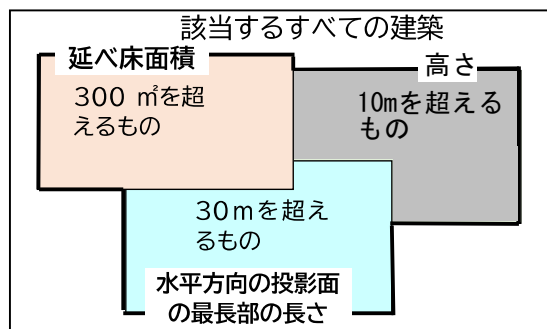 該当するすべての建築
延べ床面積
300 ㎡を超
えるもの
高さ
10mを超える
もの
30ｍを超え
るもの
水平方向の投影面
の最長部の長さ